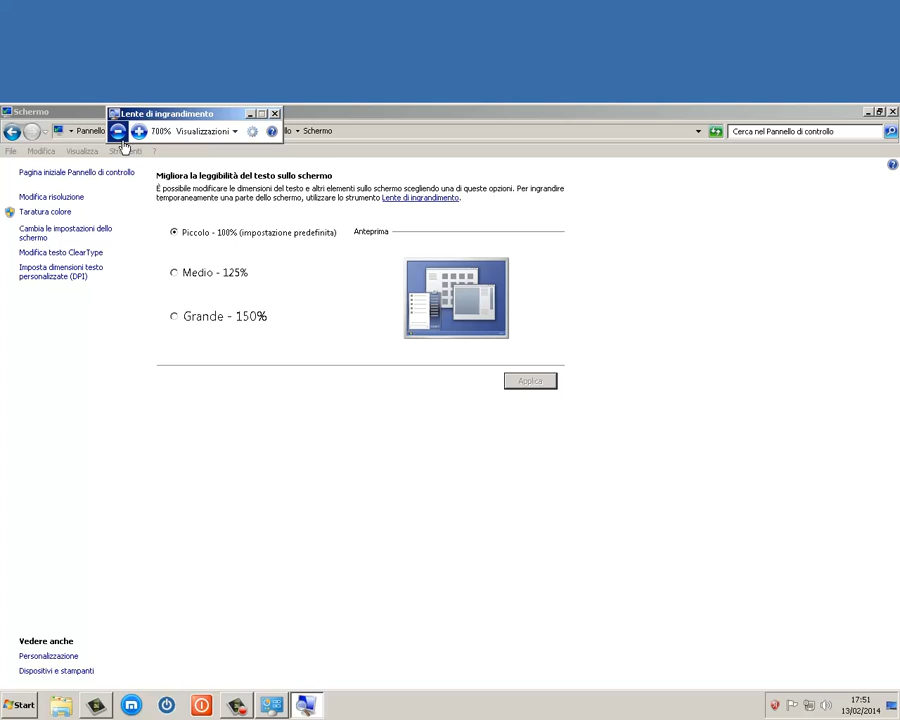 Schermo
Lente di ingrandimento
Pannello
700%
Visualizzazioni
llo
Schermo
Cerca nel Pannello di controllo
File
Modifica
Visualizza
?
Pagina iniziale Pannello di controllo
Modifica risoluzione
Taratura colore
Cambia le impostazioni dello
schermo
Modifica testo ClearType
Imposta dimensioni testo
personalizzate (DPI)
Migliora la leggibilità del testo sullo schermo
È possibile modificare le dimensioni del testo e altri elementi sullo schermo scegliendo una di queste opzioni. Per ingrandire
temporaneamente una parte dello schermo, utilizzare lo strumento Lente di ingrandimento.
Piccolo - 100% (impostazione predefinita)
Anteprima
Medio - 125%
Grande - 150%
Applica
Vedere anche
Personalizzazione
Dispositivi e stampanti
Start
17:51
13/02/2014